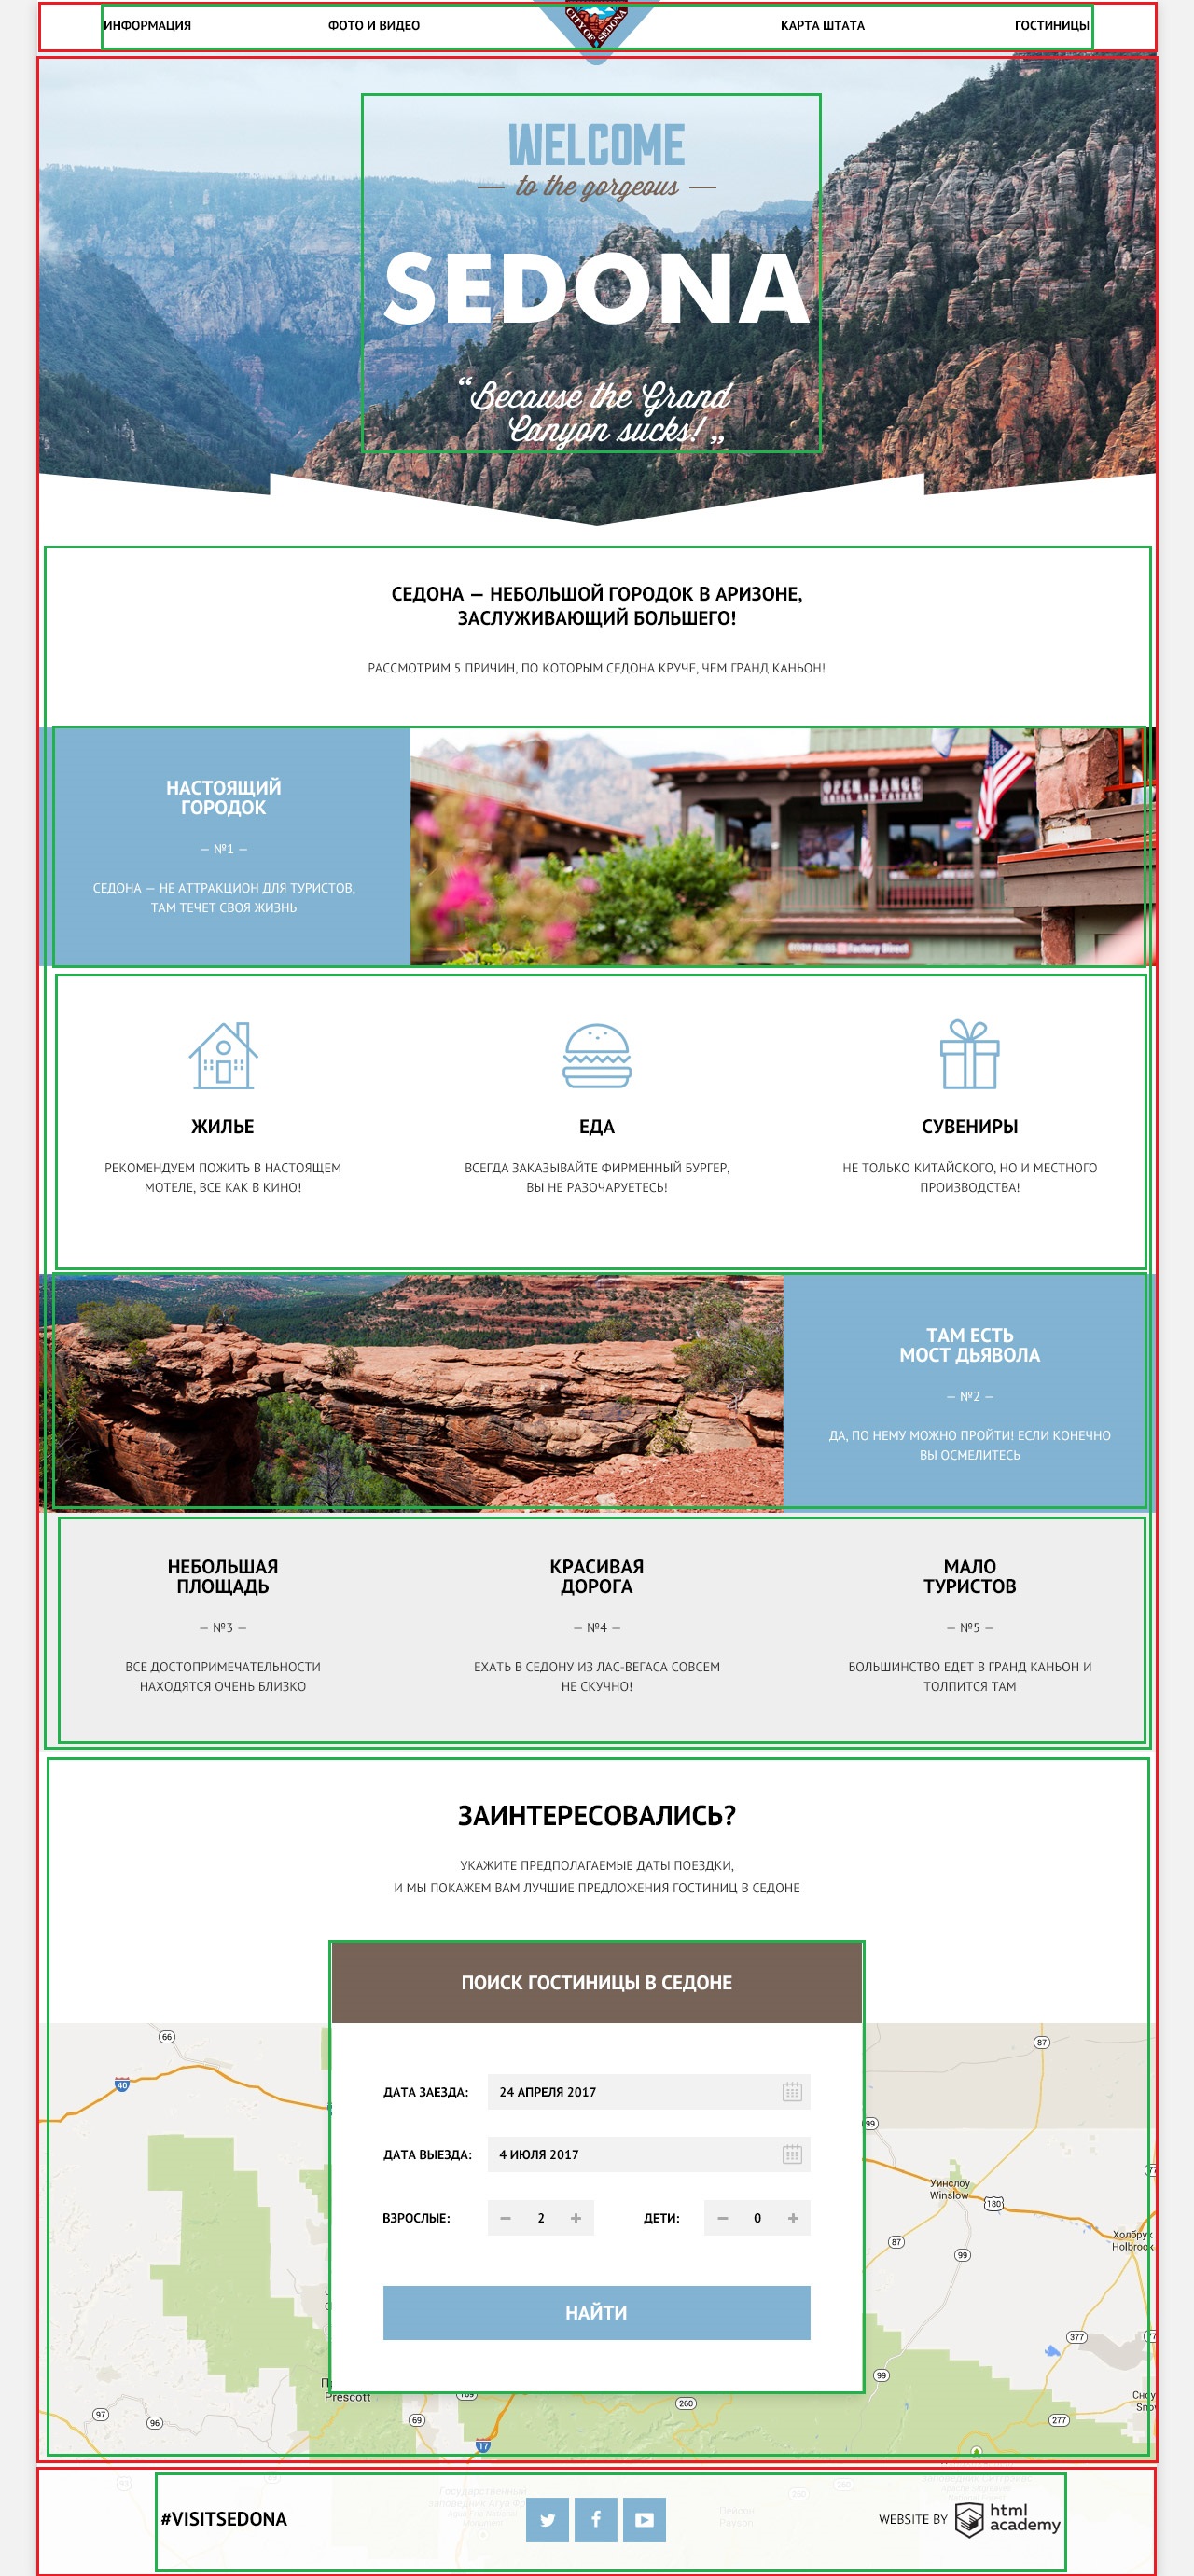 ИНФОРМАЦИЯ
ФОТО И ВИДЕО
CITY OF SEDONA
КАРТА ШТАТА
ГОСТИНИЦЫ
WELCOME
— to the gorgeous —
SEDONA
“Because the Grand
Canyon sucks! „
СЕДОНА — НЕБОЛЬШОЙ ГОРОДОК В АРИЗОНЕ,
ЗАСЛУЖИВАЮЩИЙ БОЛЬШЕГО!
РАССМОТРИМ 5 ПРИЧИН, ПО КОТОРЫМ СЕДОНА КРУЧЕ, ЧЕМ ГРАНД КАНЬОН!
НАСТОЯЩИЙ
ГОРОДОК
— №1 —
СЕДОНА — НЕ АТТРАКЦИОН ДЛЯ ТУРИСТОВ,
ТАМ ТЕЧЕТ СВОЯ ЖИЗНЬ
OPEN RANGE
Factory Direct
ЖИЛЬЕ
РЕКОМЕНДУЕМ ПОЖИТЬ В НАСТОЯЩЕМ
МОТЕЛЕ, ВСЕ КАК В КИНО!
ЕДА
ВСЕГДА ЗАКАЗЫВАЙТЕ ФИРМЕННЫЙ БУРГЕР,
ВЫ НЕ РАЗОЧАРУЕТЕСЬ!
СУВЕНИРЫ
НЕ ТОЛЬКО КИТАЙСКОГО, НО И МЕСТНОГО
ПРОИЗВОДСТВА!
ТАМ ЕСТЬ
МОСТ ДЬЯВОЛА
— №2 —
ДА, ПО НЕМУ МОЖНО ПРОЙТИ! ЕСЛИ КОНЕЧНО
ВЫ ОСМЕЛИТЕСЬ
НЕБОЛЬШАЯ
ПЛОЩАДЬ
— №3 —
ВСЕ ДОСТОПРИМЕЧАТЕЛЬНОСТИ
НАХОДЯТСЯ ОЧЕНЬ БЛИЗКО
КРАСИВАЯ
ДОРОГА
— №4 —
ЕХАТЬ В СЕДОНУ ИЗ ЛАС-ВЕГАСА СОВСЕМ
НЕ СКУЧНО!
МАЛО
ТУРИСТОВ
— №5 —
БОЛЬШИНСТВО ЕДЕТ В ГРАНД КАНЬОН И
ТОЛПИТСЯ ТАМ
ЗАИНТЕРЕСОВАЛИСЬ?
УКАЖИТЕ ПРЕДПОЛАГАЕМЫЕ ДАТЫ ПОЕЗДКИ,
И МЫ ПОКАЖЕМ ВАМ ЛУЧШИЕ ПРЕДЛОЖЕНИЯ ГОСТИНИЦ В СЕДОНЕ
ПОИСК ГОСТИНИЦЫ В СЕДОНЕ
66
87
40
ДАТА ЗАЕЗДА: 24 АПРЕЛЯ 2017
99
ДАТА ВЫЕЗДА: 4 ИЮЛЯ 2017
77
Уинслоу
Winslow
180
ВЗРОСЛЫЕ: − 2 +
ДЕТИ: − 0 +
Холбрук
Holbrook
87
99
НАЙТИ
377
77
99
Prescott
260
97
96
69
277
17
#VISITSEDONA
WEBSITE BY
html
academy